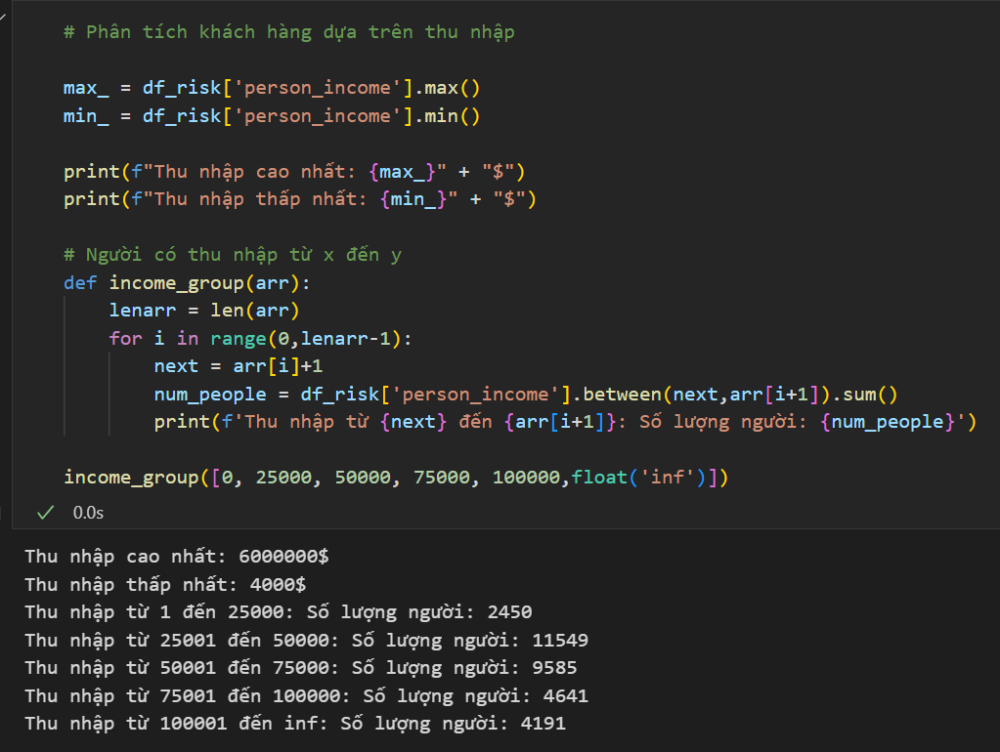 # Phân tích khách hàng dựa trên thu nhập
max_ = df_risk['person_income'].max()
min_ = df_risk['person_income'].min()
print(f"Thu nhập cao nhất: {max_}" + "$")
print(f"Thu nhập thấp nhất: {min_}" + "$")
# Người có thu nhập từ x đến y
def income_group(arr):
    lenarr = len(arr)
    for i in range(0,lenarr-1):
        next = arr[i]+1
        num_people = df_risk['person_income'].between(next,arr[i+1]).sum()
        print(f'Thu nhập từ {next} đến {arr[i+1]}: Số lượng người: {num_people}')
income_group([0, 25000, 50000, 75000, 100000,float('inf')])
0.0s
Thu nhập cao nhất: 6000000$
Thu nhập thấp nhất: 4000$
Thu nhập từ 1 đến 25000: Số lượng người: 2450
Thu nhập từ 25001 đến 50000: Số lượng người: 11549
Thu nhập từ 50001 đến 75000: Số lượng người: 9585
Thu nhập từ 75001 đến 100000: Số lượng người: 4641
Thu nhập từ 100001 đến inf: Số lượng người: 4191